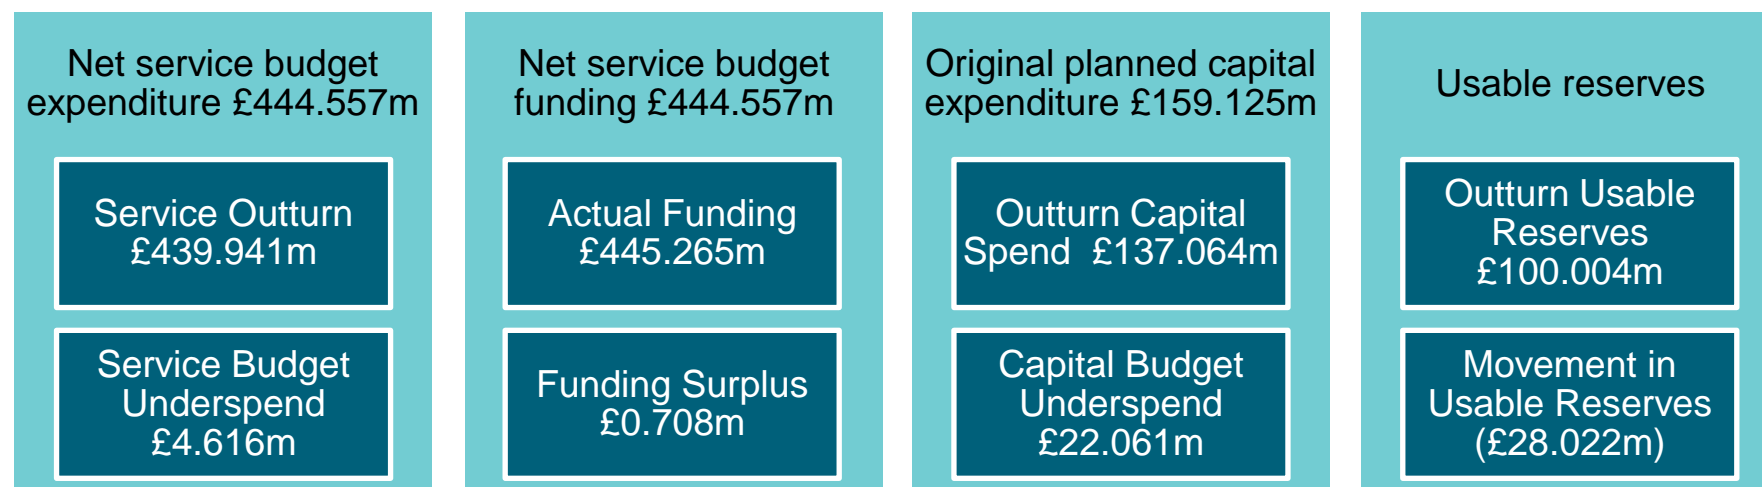 Net service budget
expenditure £444.557m
Service Outturn
£439.941m
Service Budget
Underspend
£4.616m
Net service budget
funding £444.557m
Actual Funding
£445.265m
Funding Surplus
£0.708m
Original planned capital
expenditure £159.125m
Outturn Capital
Spend  £137.064m
Capital Budget
Underspend
£22.061m
Usable reserves
Outturn Usable
Reserves
£100.004m
Movement in
Usable Reserves
(£28.022m)